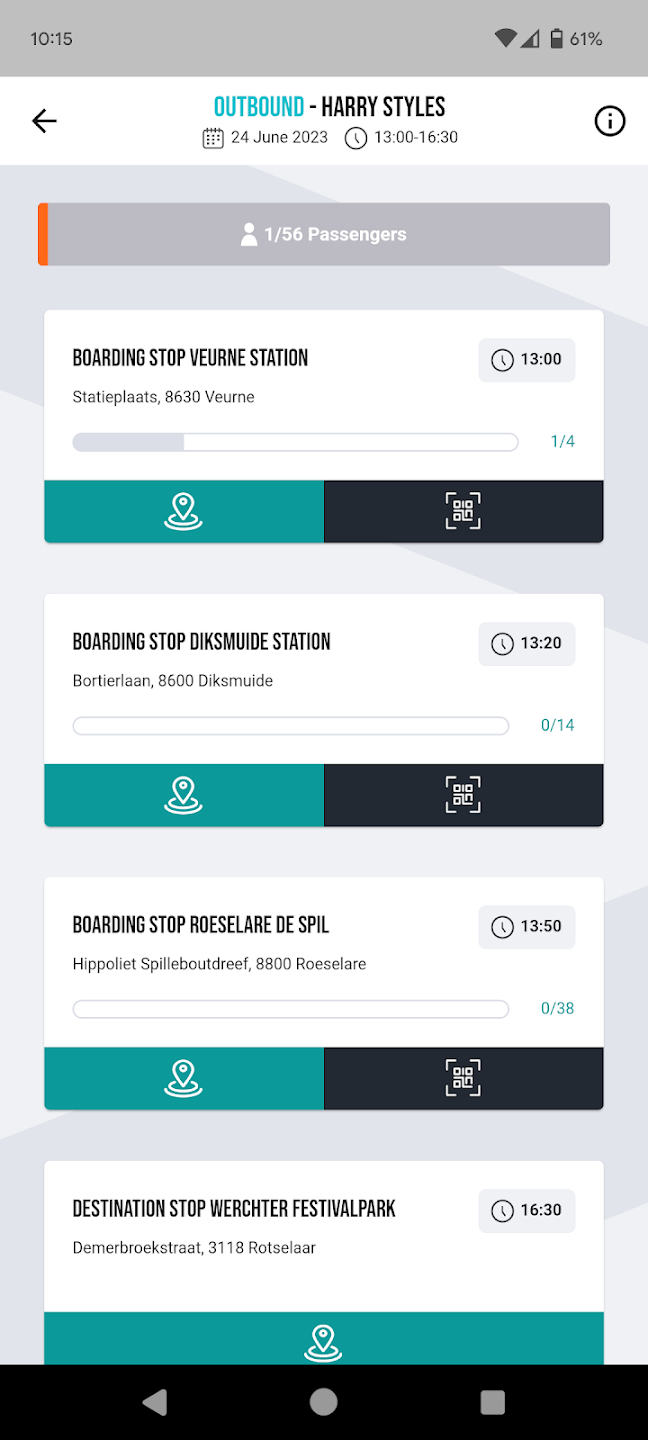 10:15 61%
OUTBOUND - HARRY STYLES
24 June 2023 13:00-16:30
1/56 Passengers
BOARDING STOP VEURNE STATION 13:00
Statieplaats, 8630 Veurne
1/4
BOARDING STOP DIKSMUIDE STATION 13:20
Bortierlaan, 8600 Diksmuide
0/14
BOARDING STOP ROESELARE DE SPIL 13:50
Hippoliet Spilleboutdreef, 8800 Roeselare
0/38
DESTINATION STOP WERCHTER FESTIVALPARK 16:30
Demerbroekstraat, 3118 Rotselaar